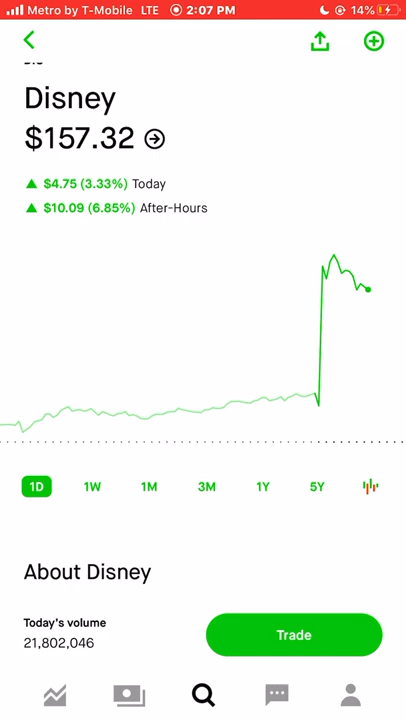 Metro by T-Mobile LTE 2:07 PM 14%
Disney
$157.32
$4.75 (3.33%) Today
$10.09 (6.85%) After-Hours
1D 1W 1M 3M 1Y 5Y
About Disney
Today's volume
21,802,046
Trade